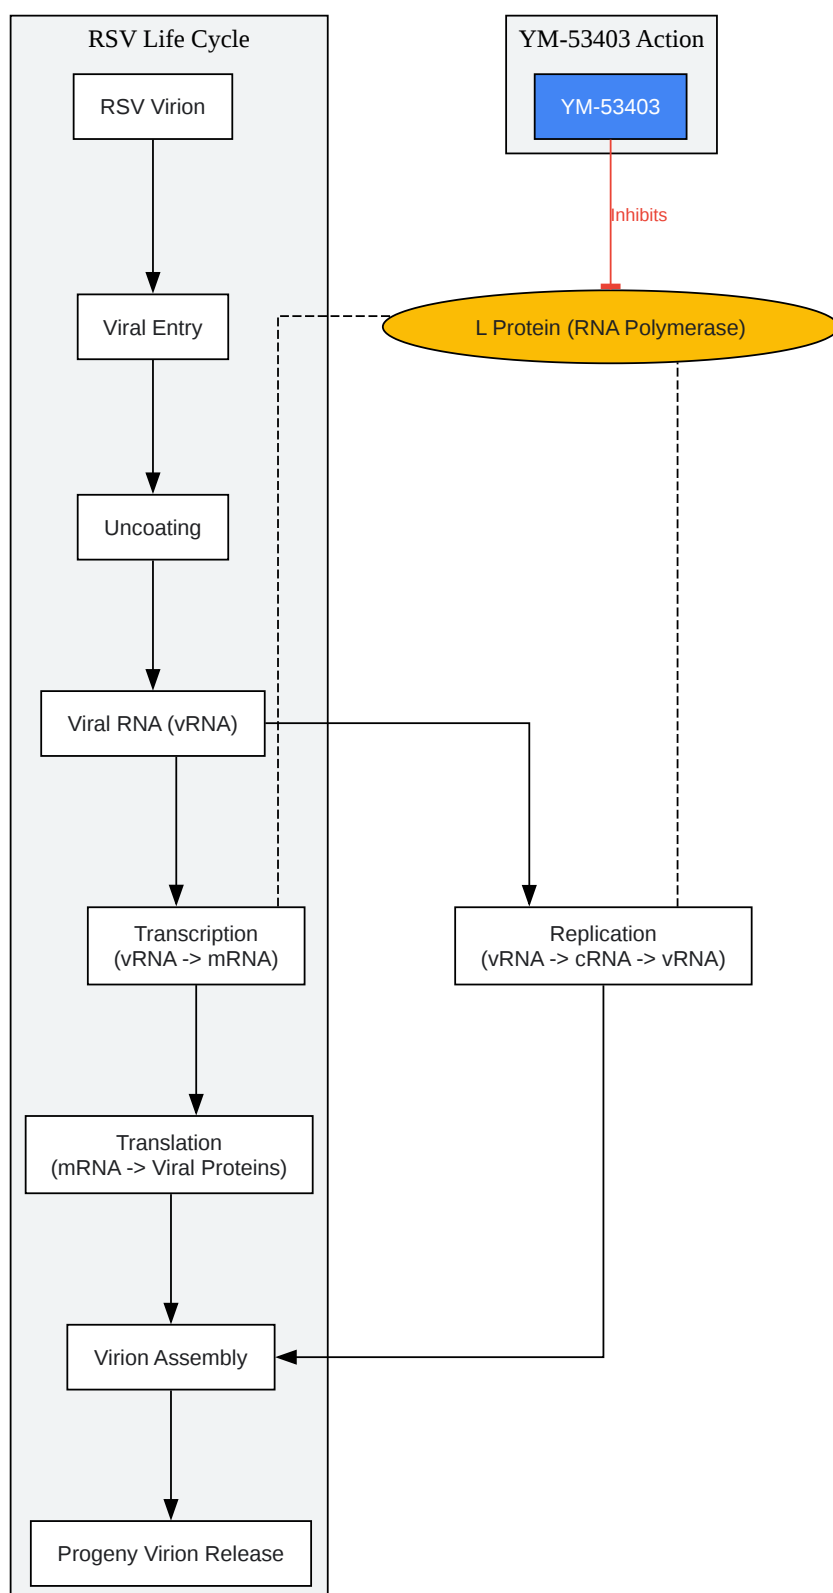 RSV Life Cycle
RSV Virion
Viral Entry
Uncoating
Viral RNA (vRNA)
Transcription
(vRNA -> mRNA)
Translation
(mRNA -> Viral Proteins)
Virion Assembly
Progeny Virion Release
YM-53403 Action
YM-53403
Inhibits
L Protein (RNA Polymerase)
Replication
(vRNA -> cRNA -> vRNA)